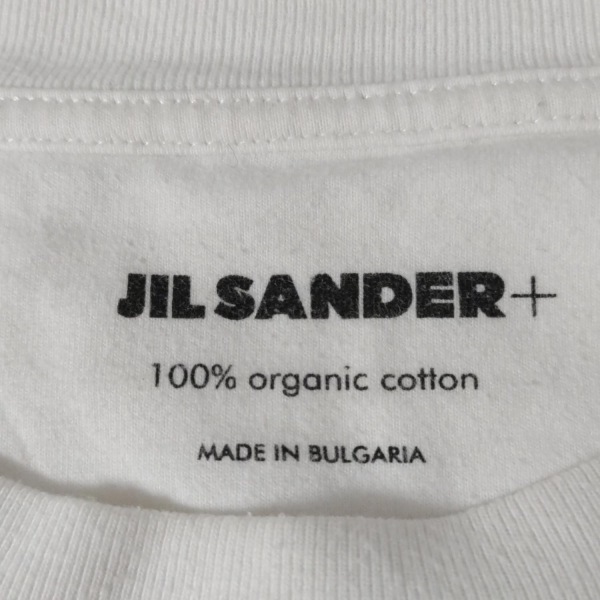 JIL SANDER+
100% organic cotton
MADE IN BULGARIA